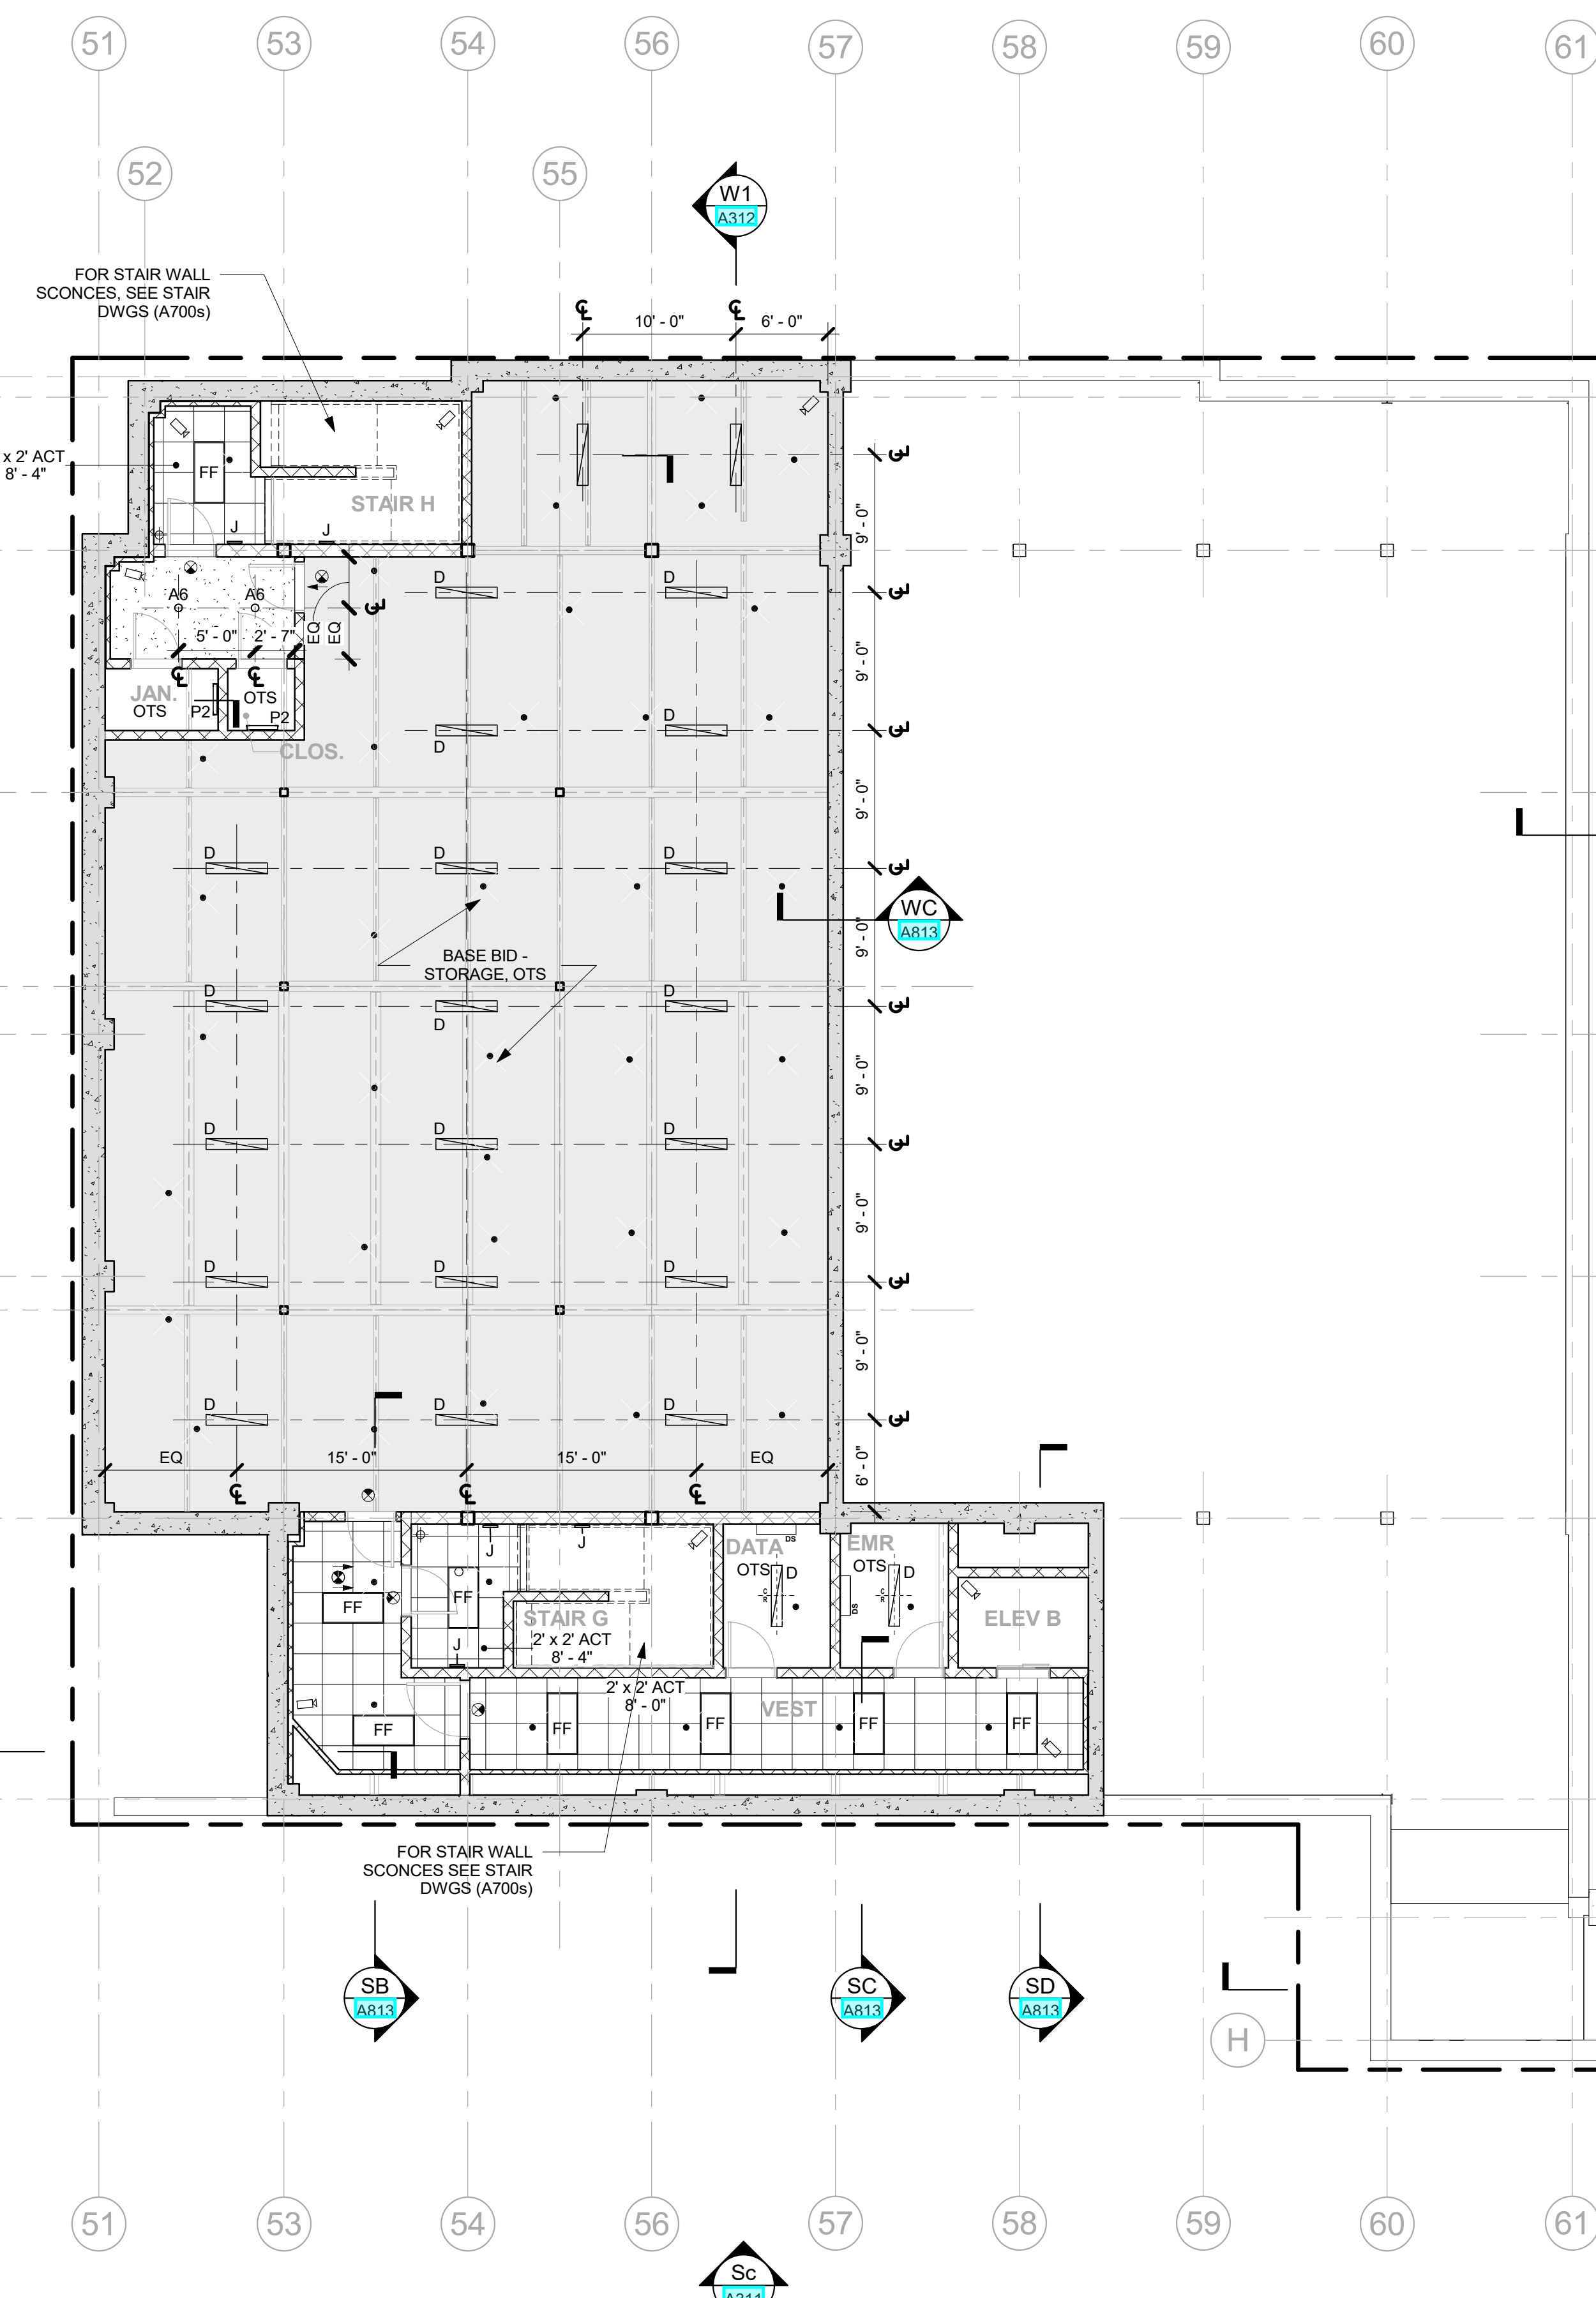 51
53
54
56
57
58
59
60
61
52
55
W1
A312
FOR STAIR WALL
SCONCES, SEE STAIR
DWGS (A700s)
10' - 0"
6' - 0"
x 2' ACT
8' - 4"
FF
STAIR H
J
J
9' - 0"
D
D
A6
A6
5' - 0"
2' - 7"
EQ
EQ
9' - 0"
JAN.
OTS
P2
OTS
P2
CLOS.
D
D
9' - 0"
D
D
D
WC
A813
9' - 0"
BASE BID -
STORAGE, OTS
D
D
D
9' - 0"
D
D
D
9' - 0"
D
D
D
9' - 0"
D
D
D
EQ
15' - 0"
15' - 0"
EQ
6' - 0"
J
J
DATA
DS
OTS
D
C
R
EMR
OTS
D
C
R
DS
FF
FF
STAIR G
2' x 2' ACT
8' - 4"
ELEV B
J
2' x 2' ACT
8' - 0"
VEST
FF
FF
FF
FF
FF
FOR STAIR WALL
SCONCES SEE STAIR
DWGS (A700s)
SB
A813
SC
A813
SD
A813
H
51
53
54
56
57
58
59
60
61
Sc
A311